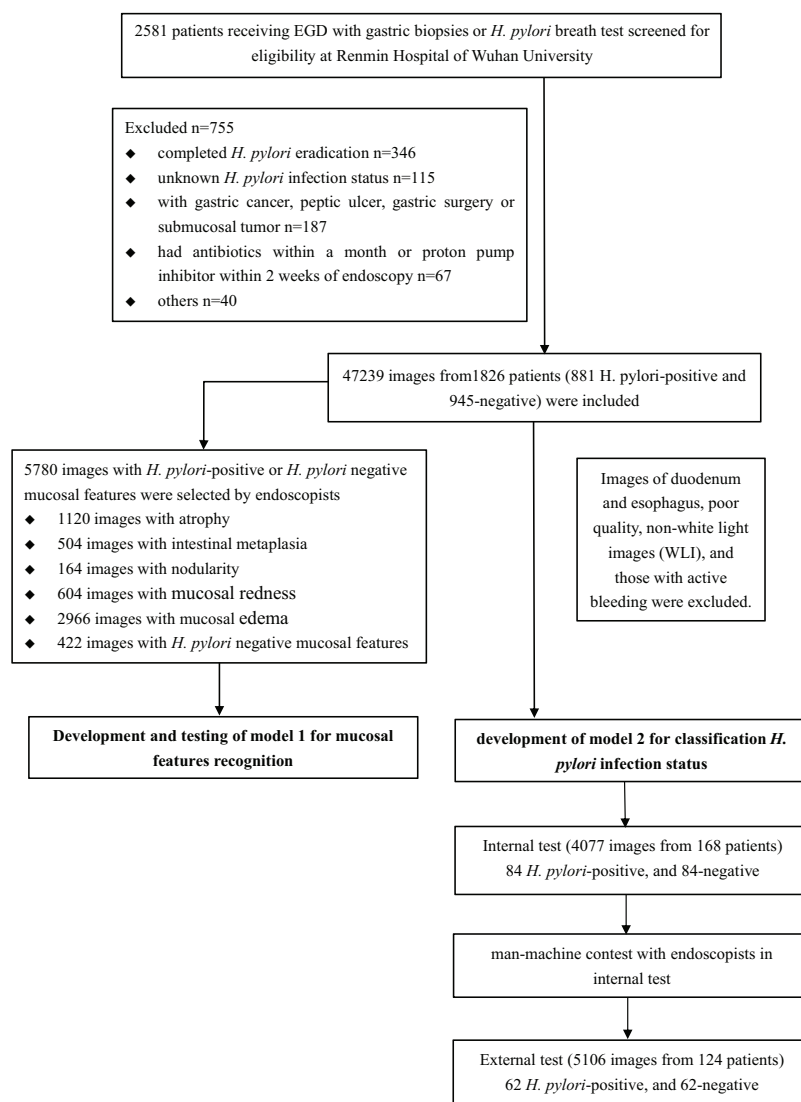 2581 patients receiving EGD with gastric biopsies or H. pylori breath test screened for
eligibility at Renmin Hospital of Wuhan University
Excluded n=755
◆ completed H. pylori eradication n=346
◆ unknown H. pylori infection status n=115
◆ with gastric cancer, peptic ulcer, gastric surgery or
submucosal tumor n=187
◆ had antibiotics within a month or proton pump
inhibitor within 2 weeks of endoscopy n=67
◆ others n=40
47239 images from1826 patients (881 H. pylori-positive and
945-negative) were included
5780 images with H. pylori-positive or H. pylori negative
mucosal features were selected by endoscopists
◆ 1120 images with atrophy
◆ 504 images with intestinal metaplasia
◆ 164 images with nodularity
◆ 604 images with mucosal redness
◆ 2966 images with mucosal edema
◆ 422 images with H. pylori negative mucosal features
Images of duodenum
and esophagus, poor
quality, non-white light
images (WLI), and
those with active
bleeding were excluded.
Development and testing of model 1 for mucosal
features recognition
development of model 2 for classification H.
pylori infection status
Internal test (4077 images from 168 patients)
84 H. pylori-positive, and 84-negative
man-machine contest with endoscopists in
internal test
External test (5106 images from 124 patients)
62 H. pylori-positive, and 62-negative